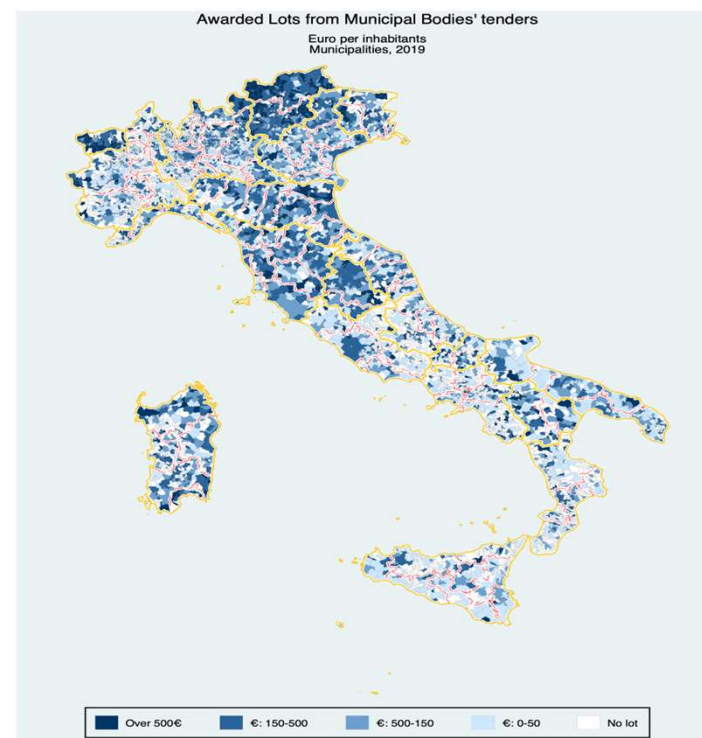 Awarded Lots from Municipal Bodies' tenders
Euro per inhabitants
Municipalities, 2019
Over 500€ €: 150-500 €: 500-150 €: 0-50 No lot